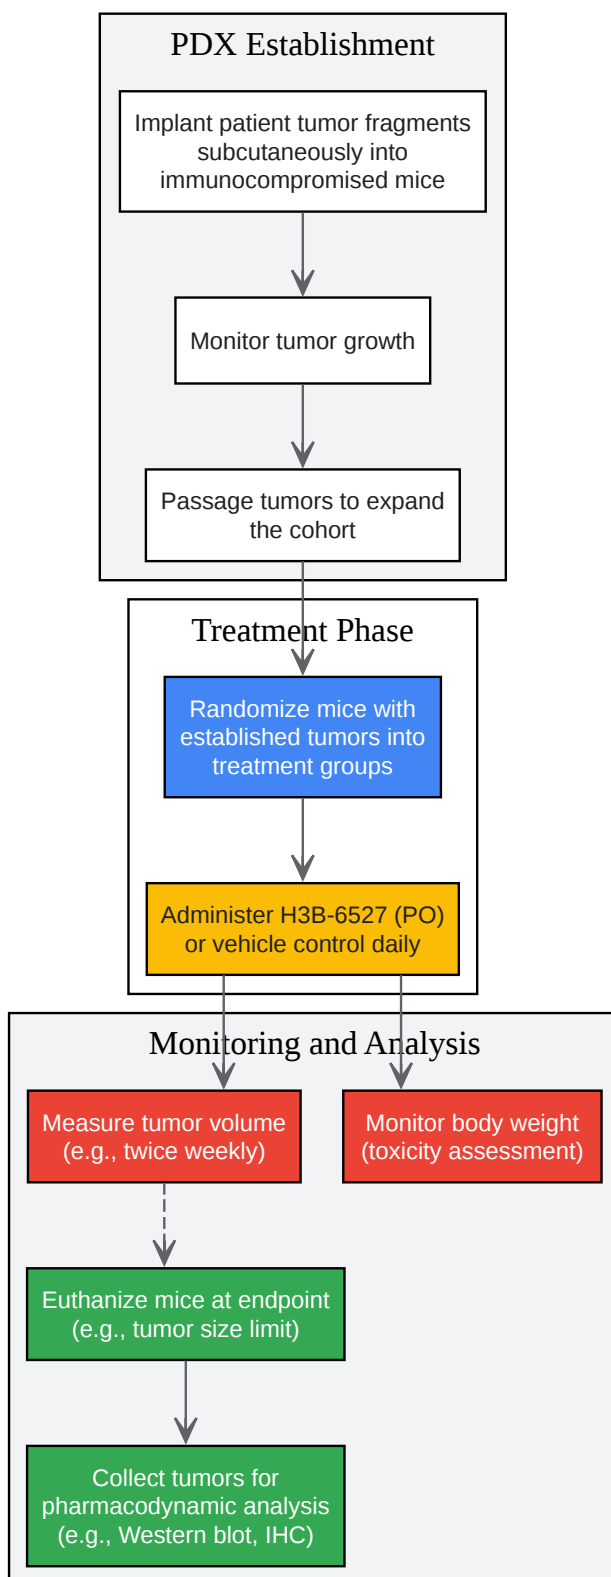 PDX Establishment
Implant patient tumor fragments
subcutaneously into
immunocompromised mice
Monitor tumor growth
Passage tumors to expand
the cohort
Treatment Phase
Randomize mice with
established tumors into
treatment groups
Administer H3B-6527 (PO)
or vehicle control daily
Monitoring and Analysis
Measure tumor volume
(e.g., twice weekly)
Monitor body weight
(toxicity assessment)
Euthanize mice at endpoint
(e.g., tumor size limit)
Collect tumors for
pharmacodynamic analysis
(e.g., Western blot, IHC)